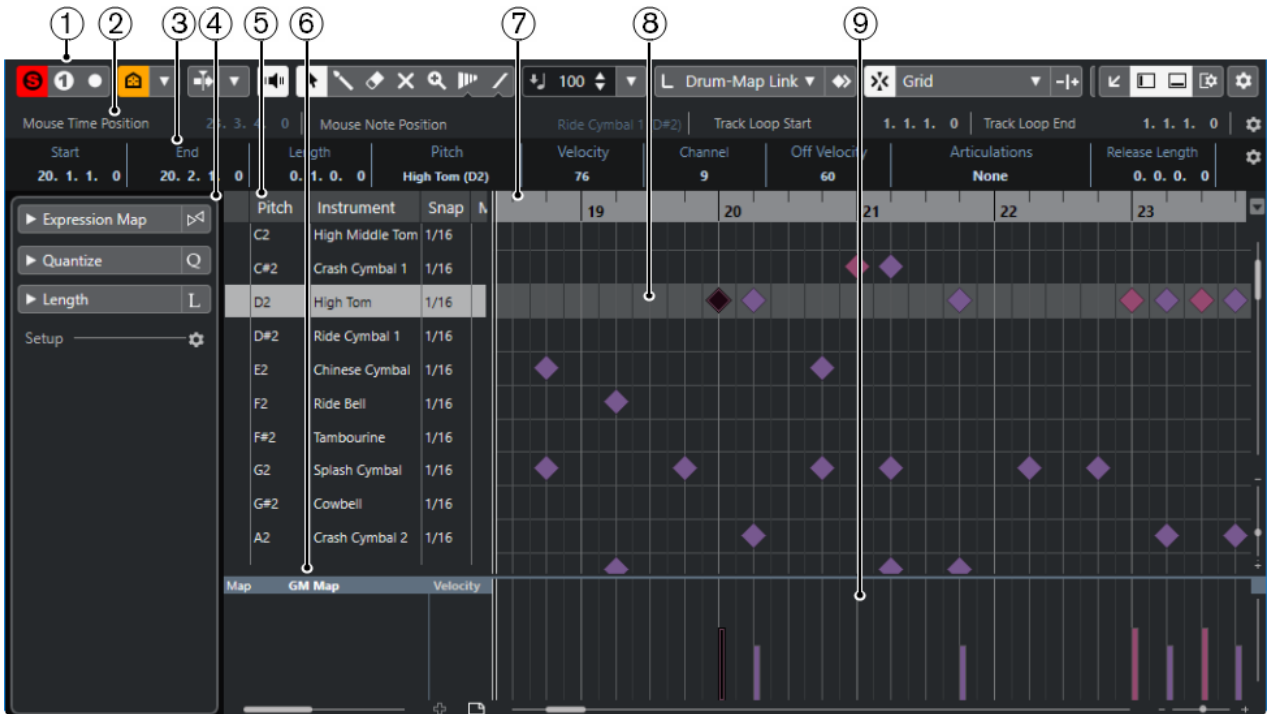 1 2 3 4 5 6 7 8 9
S 1 100 L Drum-Map Link Grid
Mouse Time Position 23. 3. 4. 0 Mouse Note Position Ride Cymbal 1 (D#2) Track Loop Start 1. 1. 1. 0 Track Loop End 1. 1. 1. 0
Start End Length Pitch Velocity Channel Off Velocity Articulations Release Length
20. 1. 1. 0 20. 2. 1. 0 0. 1. 0. 0 High Tom (D2) 76 9 60 None 0. 0. 0. 0
Expression Map
Quantize Q
Length L
Setup
Pitch Instrument Snap 19 20 21 22 23
C2 High Middle Tom 1/16
C#2 Crash Cymbal 1 1/16
D2 High Tom 1/16
D#2 Ride Cymbal 1 1/16
E2 Chinese Cymbal 1/16
F2 Ride Bell 1/16
F#2 Tambourine 1/16
G2 Splash Cymbal 1/16
G#2 Cowbell 1/16
A2 Crash Cymbal 2 1/16
Map GM Map Velocity